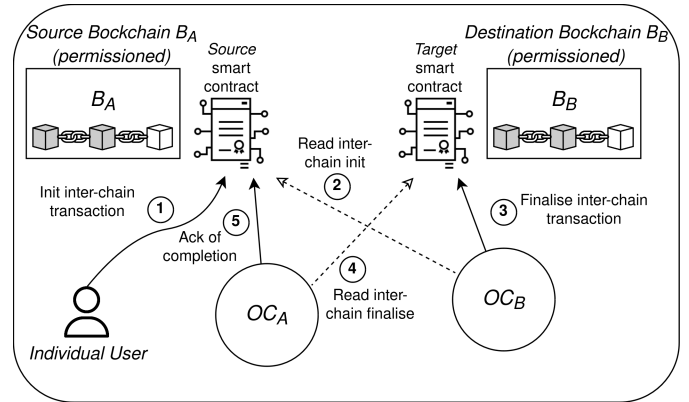 Source Bockchain B_A
(permissioned)
B_A
Source
smart
contract
Target
smart
contract
Destination Bockchain B_B
(permissioned)
B_B
Read inter-
chain init
2
Init inter-chain
transaction
1
5
Ack of
completion
3
Finalise inter-chain
transaction
4
Read inter-
chain finalise
OC_A
OC_B
Individual User